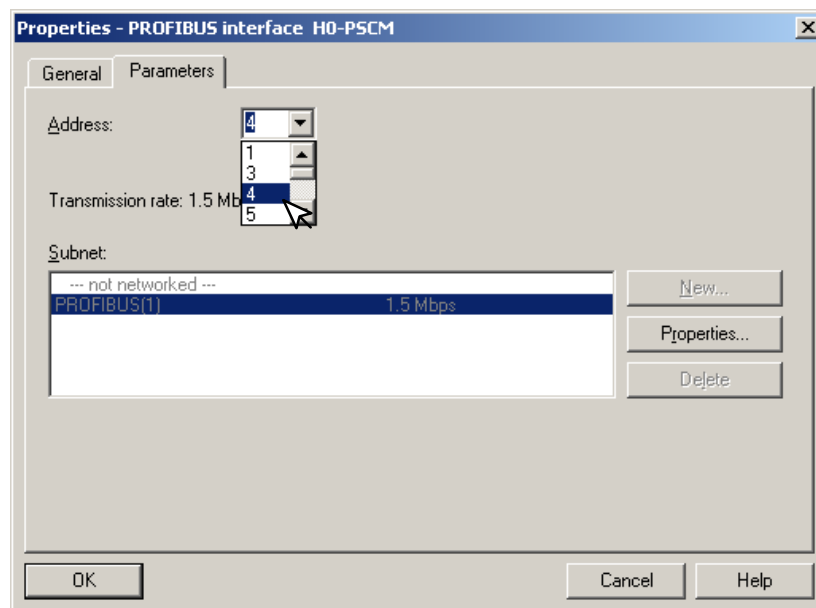 Properties - PROFIBUS interface H0-PSCM
General
Parameters
Address:
4
1
3
4
5
Transmission rate: 1.5 Mb
Subnet:
--- not networked ---
PROFIBUS(1) 1.5 Mbps
New...
Properties...
Delete
OK
Cancel
Help